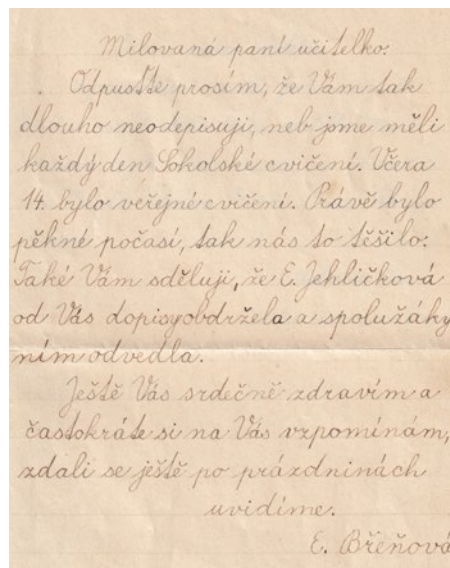 Milovaná paní učitelko:
Odpusťte prosím, že Vám tak
dlouho neodepisuji, neb jsme měli
každý den Sokolské cvičení. Včera
14. bylo veřejné cvičení. Právě bylo
pěkné počasí, tak nás to těšilo.
Také Vám sděluji, že E. Jehličková
od Vás dopisy obdržela a spolužáky
ním odvedla.
Ještě Vás srdečně zdravím a
častokráte si na Vás vzpomínám,
zdali se ještě po prázdninách
uvidíme.
E. Břeňová